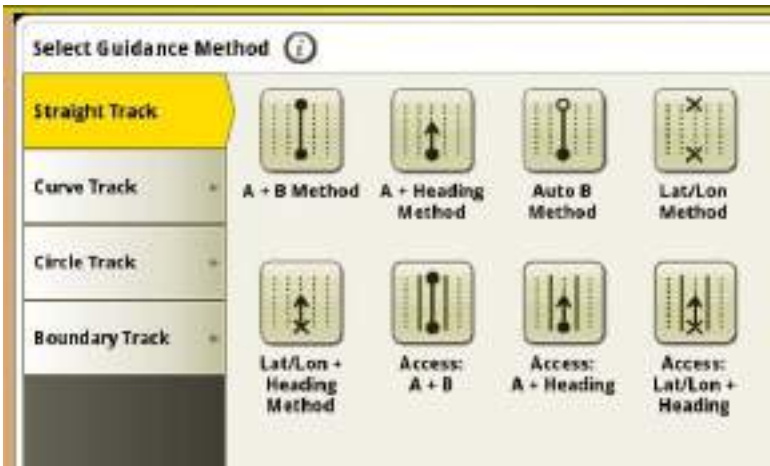 Select Guidance Method i
Straight Track
Curve Track
Circle Track
Boundary Track
A + B Method
A + Heading
Method
Auto B
Method
Lat/Lon
Method
Lat/Lon +
Heading
Method
Access:
A + B
Access:
A + Heading
Access:
Lat/Lon +
Heading